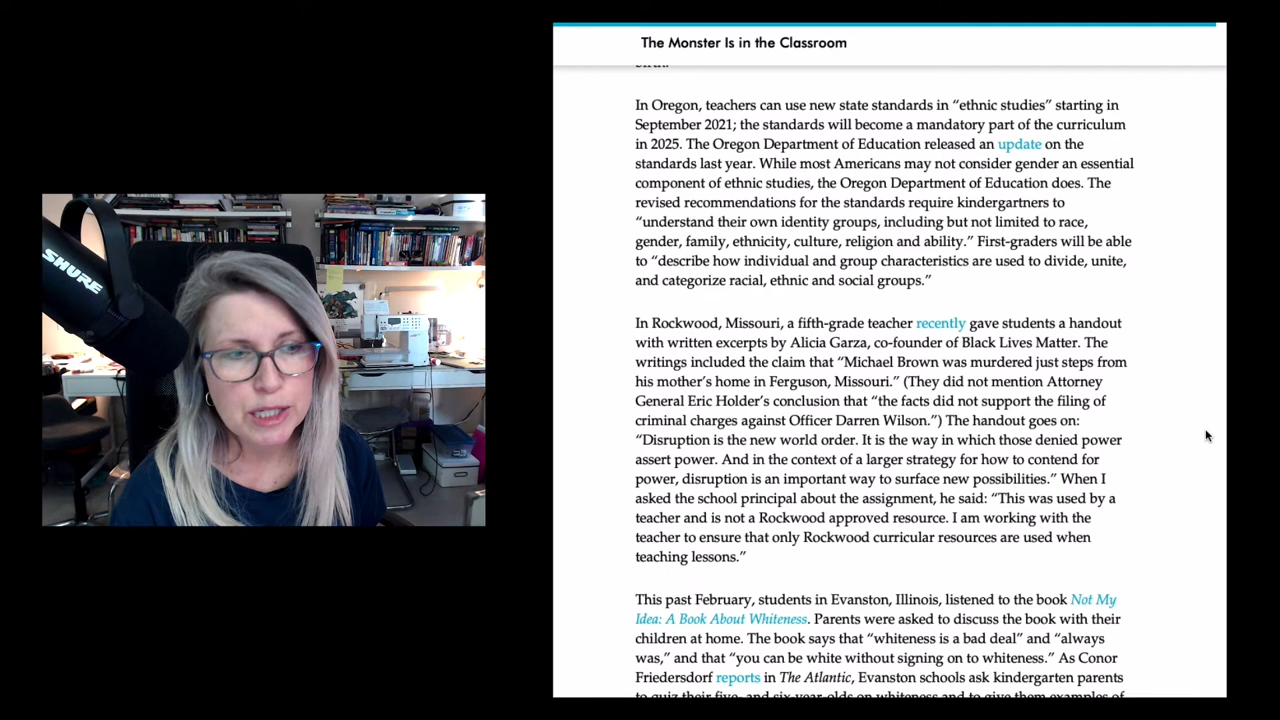 SHURE
The Monster Is in the Classroom
birth.
In Oregon, teachers can use new state standards in “ethnic studies” starting in
September 2021; the standards will become a mandatory part of the curriculum
in 2025. The Oregon Department of Education released an update on the
standards last year. While most Americans may not consider gender an essential
component of ethnic studies, the Oregon Department of Education does. The
revised recommendations for the standards require kindergartners to
“understand their own identity groups, including but not limited to race,
gender, family, ethnicity, culture, religion and ability.” First-graders will be able
to “describe how individual and group characteristics are used to divide, unite,
and categorize racial, ethnic and social groups.”
In Rockwood, Missouri, a fifth-grade teacher recently gave students a handout
with written excerpts by Alicia Garza, co-founder of Black Lives Matter. The
writings included the claim that “Michael Brown was murdered just steps from
his mother’s home in Ferguson, Missouri.” (They did not mention Attorney
General Eric Holder’s conclusion that “the facts did not support the filing of
criminal charges against Officer Darren Wilson.”) The handout goes on:
“Disruption is the new world order. It is the way in which those denied power
assert power. And in the context of a larger strategy for how to contend for
power, disruption is an important way to surface new possibilities.” When I
asked the school principal about the assignment, he said: “This was used by a
teacher and is not a Rockwood approved resource. I am working with the
teacher to ensure that only Rockwood curricular resources are used when
teaching lessons.”
This past February, students in Evanston, Illinois, listened to the book Not My
Idea: A Book About Whiteness. Parents were asked to discuss the book with their
children at home. The book says that “whiteness is a bad deal” and “always
was,” and that “you can be white without signing on to whiteness.” As Conor
Friedersdorf reports in The Atlantic, Evanston schools ask kindergarten parents
to quiz their five- and six-year-olds on whiteness and to give them examples of